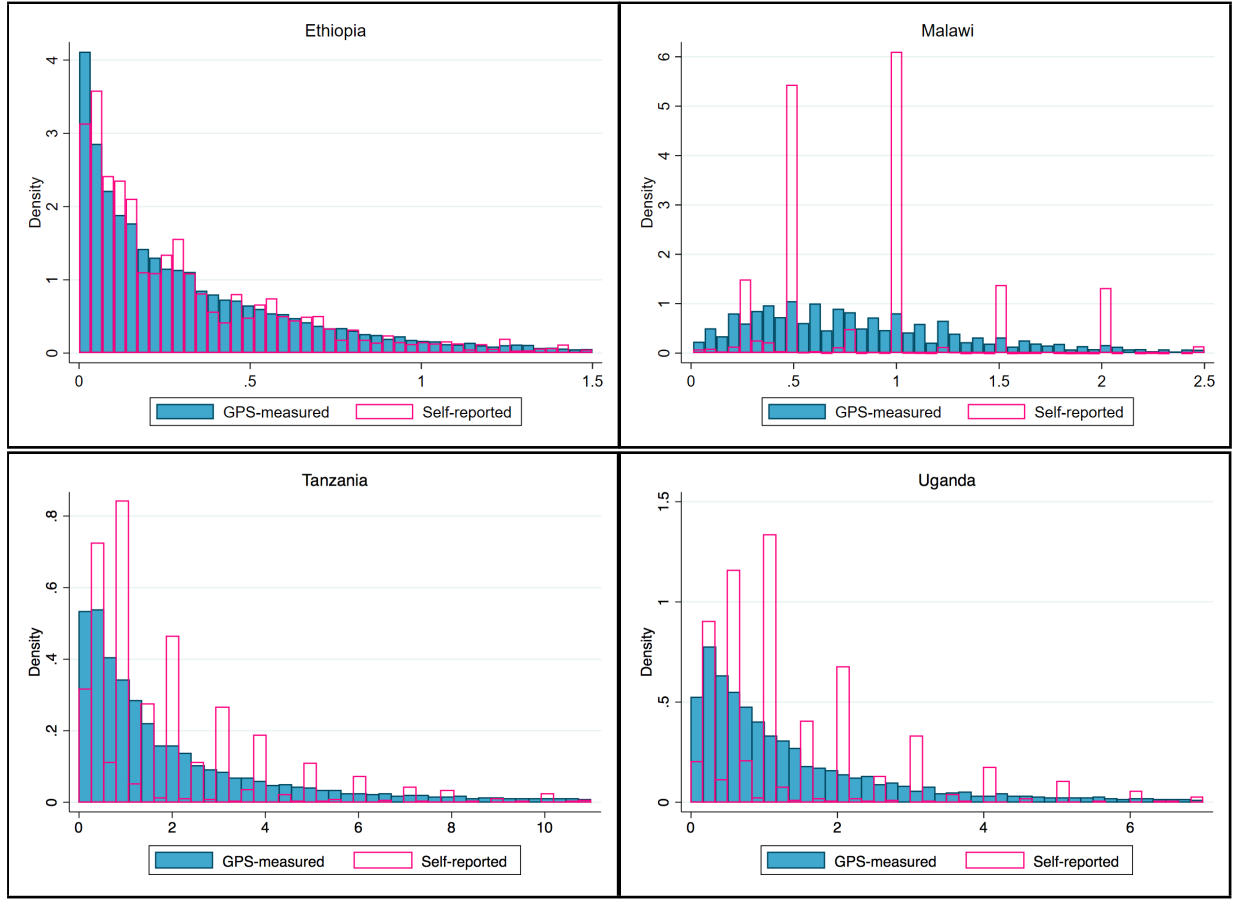 Ethiopia
Density
0 1 2 3 4
0 .5 1 1.5
GPS-measured Self-reported
Malawi
Density
0 1 2 3 4 5 6
0 .5 1 1.5 2 2.5
GPS-measured Self-reported
Tanzania
Density
0 .2 .4 .6 .8
0 2 4 6 8 10
GPS-measured Self-reported
Uganda
Density
0 .5 1 1.5
0 2 4 6
GPS-measured Self-reported